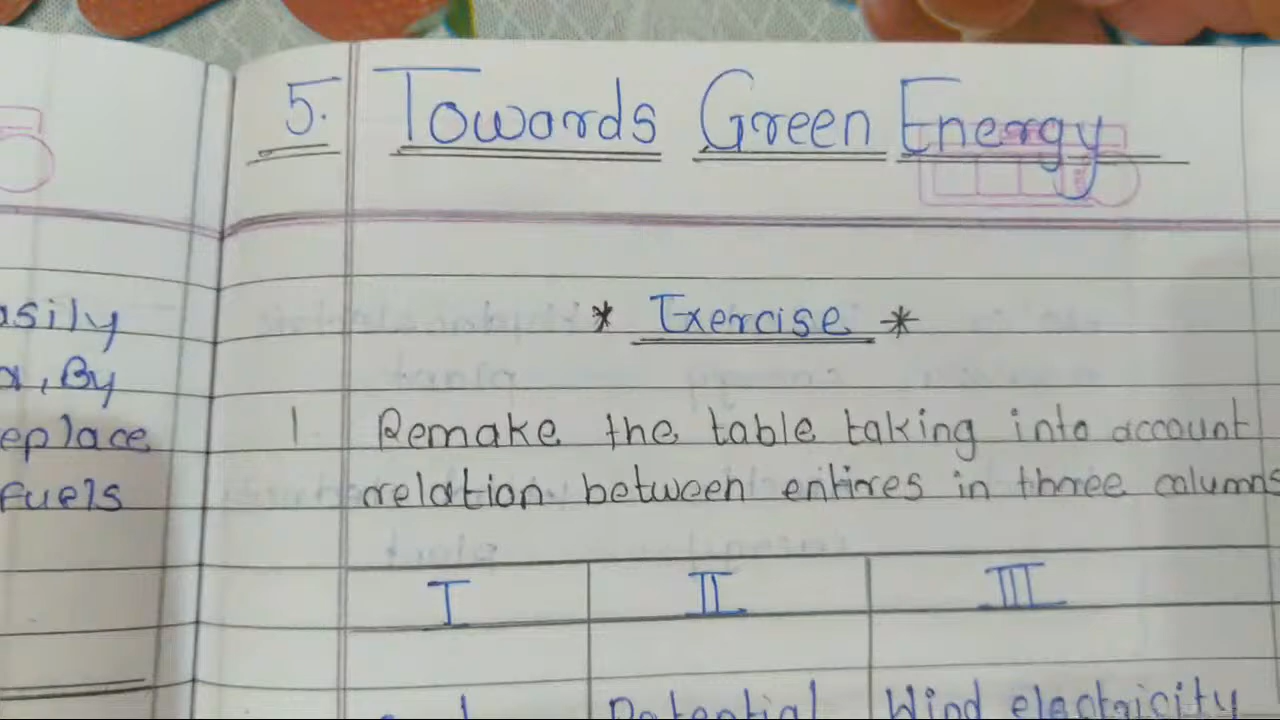 asily
, By
eplace
fuels
5. Towards Green Energy
* Exercise *
1 Remake the table taking into account
relation between entires in three columns
I II III
Potential Wind electricity